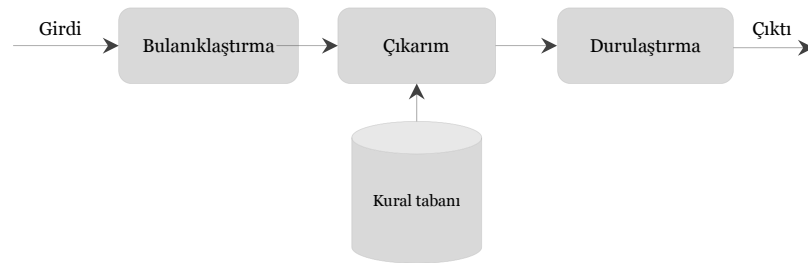 Girdi
Bulanıklaştırma
Çıkarım
Durulaştırma
Çıktı
Kural tabanı